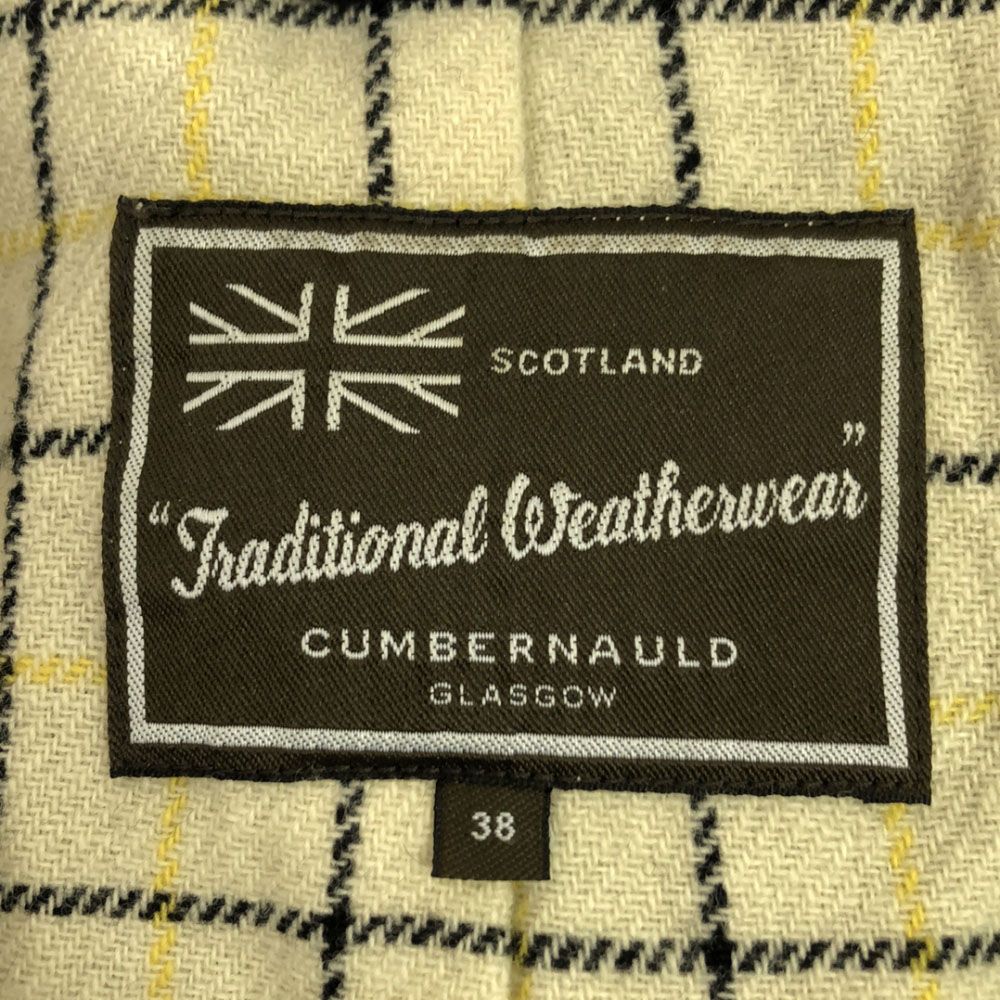 SCOTLAND
“Traditional Weatherwear”
CUMBERNAULD
GLASGOW
38